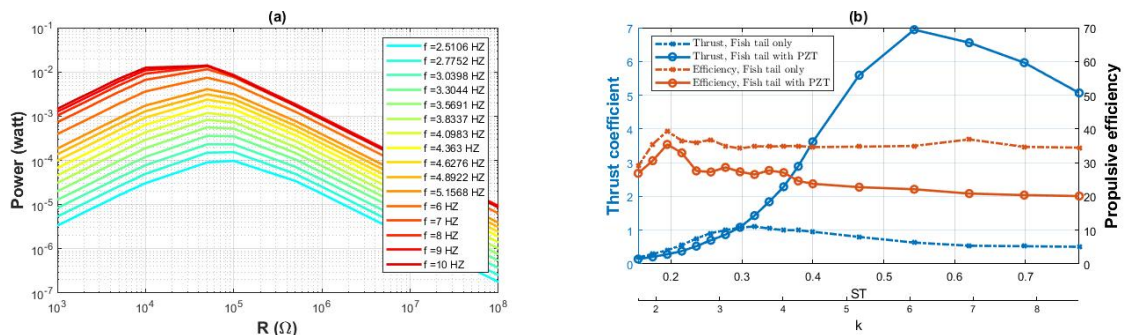 (a)
Power (watt)
10^-1
10^-2
10^-3
10^-4
10^-5
10^-6
10^-7
10^3
10^4
10^5
10^6
10^7
10^8
R (Ω)
f =2.5106 HZ
f =2.7752 HZ
f =3.0398 HZ
f =3.3044 HZ
f =3.5691 HZ
f =3.8337 HZ
f =4.0983 HZ
f =4.363 HZ
f =4.6276 HZ
f =4.8922 HZ
f =5.1568 HZ
f =6 HZ
f =7 HZ
f =8 HZ
f =9 HZ
f =10 HZ
(b)
Thrust coefficient
7
6
5
4
3
2
1
0
Thrust, Fish tail only
Thrust, Fish tail with PZT
Efficiency, Fish tail only
Efficiency, Fish tail with PZT
70
60
50
40
30
20
10
0
Propulsive efficiency
0.2
0.3
0.4
0.5
0.6
0.7
ST
2
3
4
5
6
7
8
k